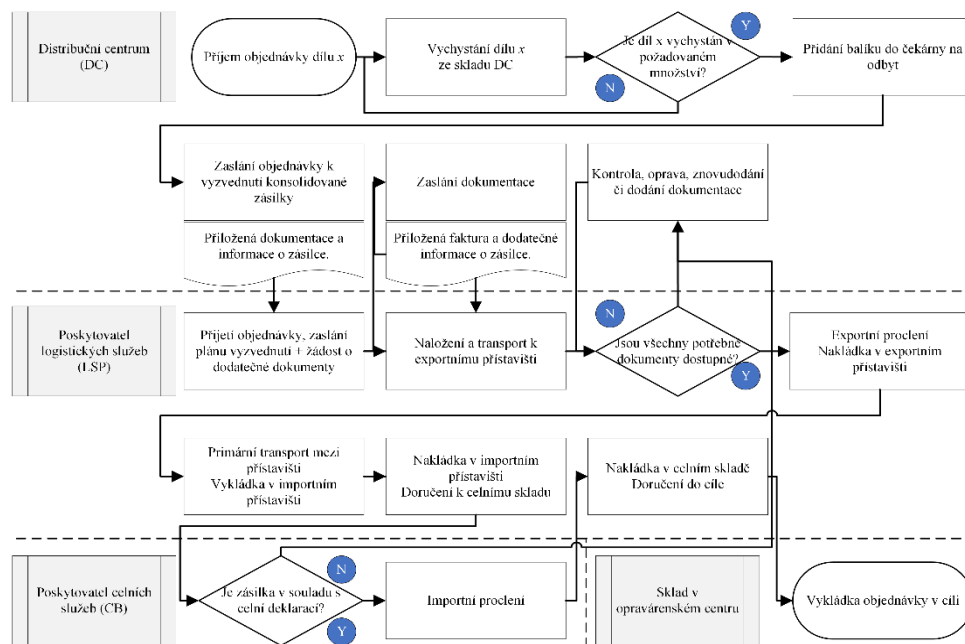 Distribuční centrum
(DC)
Příjem objednávky dílu x
Vychystání dílu x
ze skladu DC
Je díl x vychystán v
požadovaném
množství?
Y
N
Přidání balíku do čekárny na
odbyt
Zaslání objednávky k
vyzvednutí konsolidované
zásilky
Zaslání dokumentace
Kontrola, oprava, znovudodání
či dodání dokumentace
Přiložená dokumentace a
informace o zásilce.
Přiložená faktura a dodatečné
informace o zásilce.
Poskytovatel
logistických služeb
(LSP)
Přijetí objednávky, zaslání
plánu vyzvednutí + žádost o
dodatečné dokumenty
Naložení a transport k
exportnímu přístavišti
N
Jsou všechny potřebné
dokumenty dostupné?
Y
Exportní proclení
Nakládka v exportním
přístavišti
Primární transport mezi
přístavišti
Vykládka v importním
přístavišti
Nakládka v importním
přístavišti
Doručení k celnímu skladu
Nakládka v celním skladě
Doručení do cíle
Poskytovatel celních
služeb (CB)
N
Je zásilka v souladu s
celní deklarací?
Y
Importní proclení
Sklad v
opravárenském centru
Vykládka objednávky v cíli